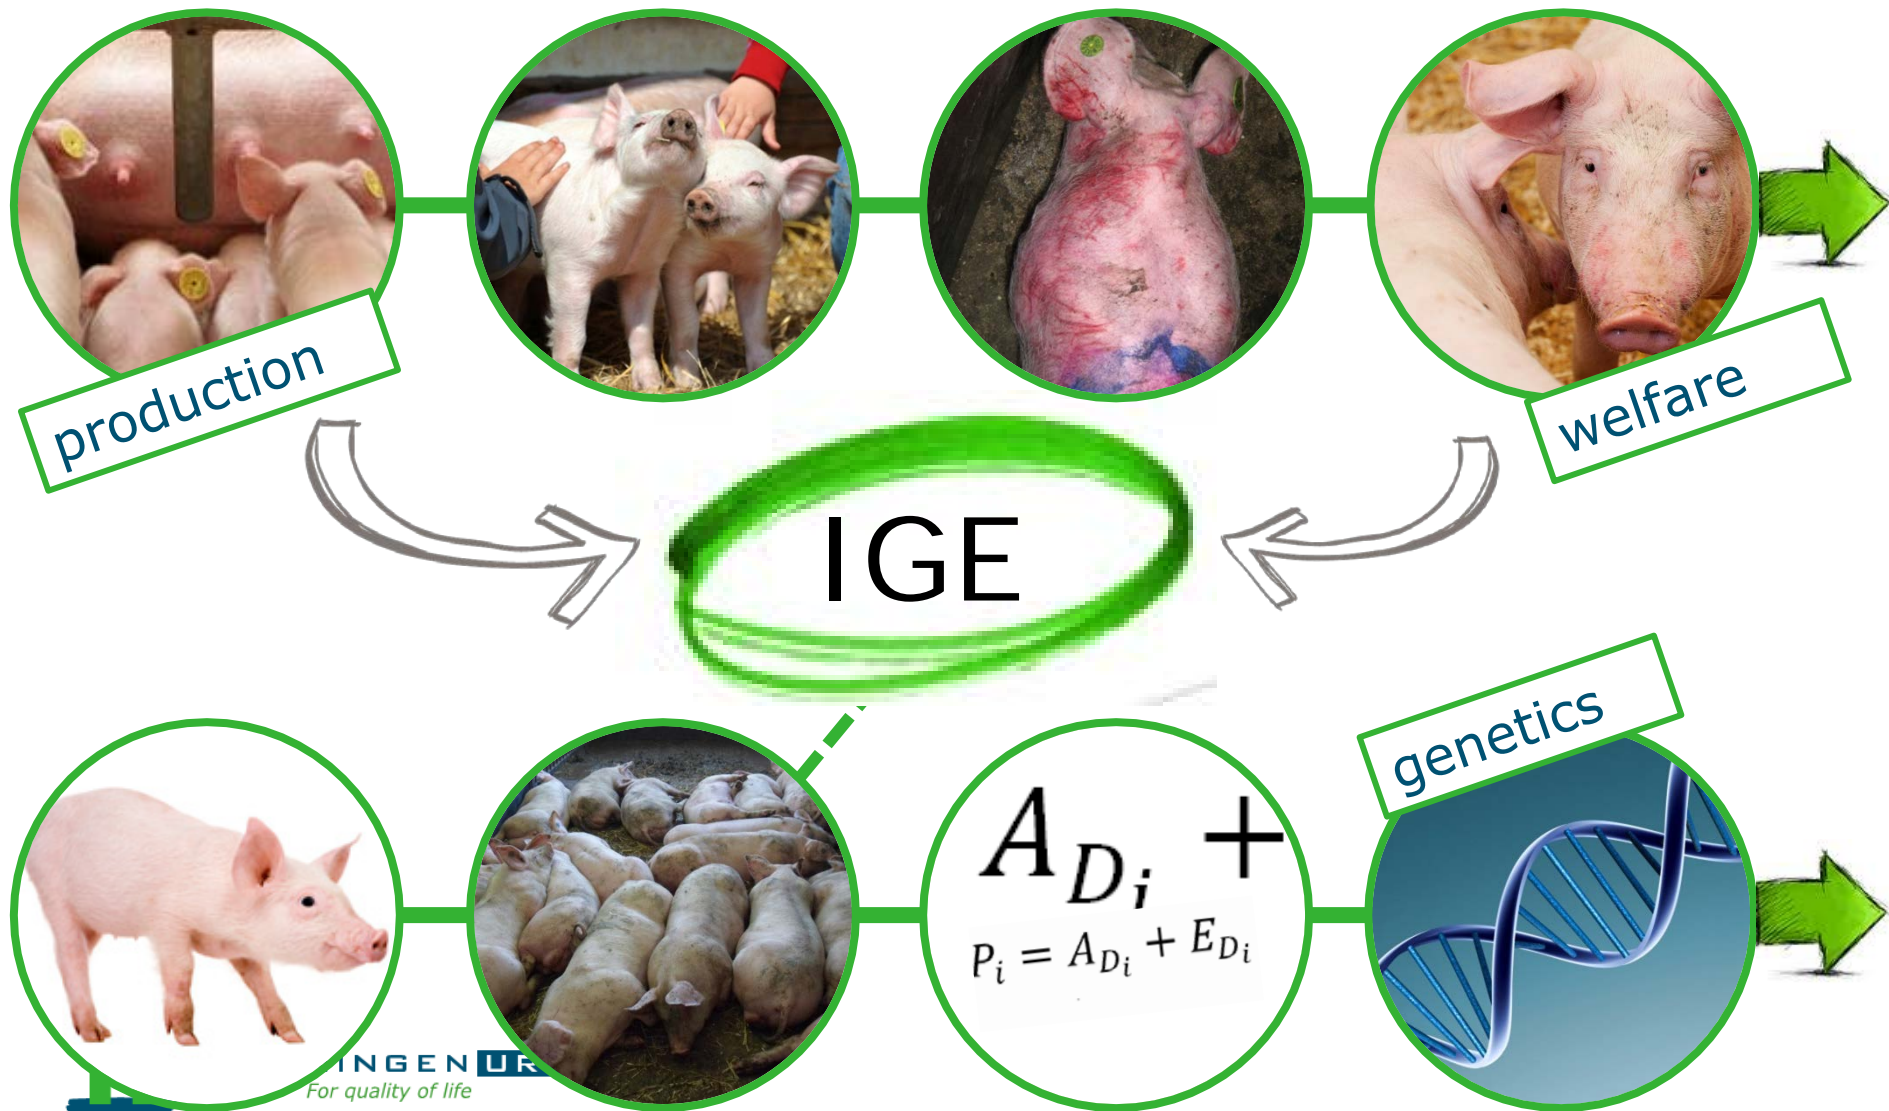 production
welfare
IGE
genetics
A_{D_i} +
P_i = A_{D_i} + E_{D_i}
INGEN UR
For quality of life